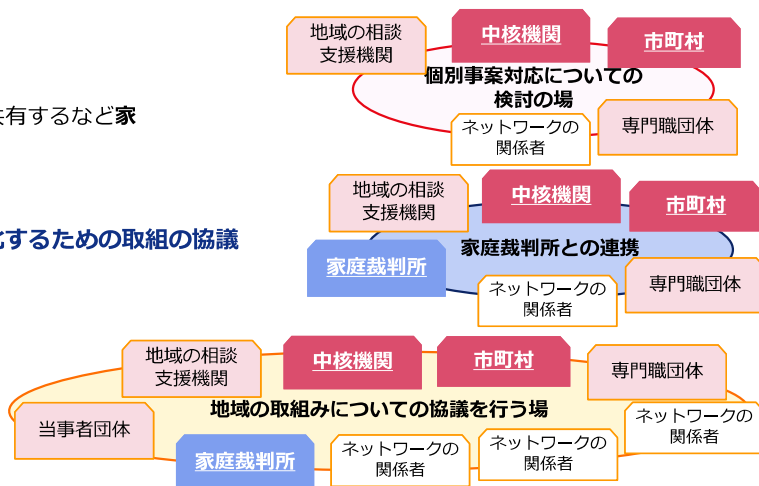 地域の相談
支援機関
中核機関
市町村
個別事案対応についての
検討の場
ネットワークの
関係者
専門職団体
有するなど家
地域の相談
支援機関
中核機関
市町村
家庭裁判所
家庭裁判所との連携
ネットワークの
関係者
専門職団体
するための取組の協議
地域の相談
支援機関
中核機関
市町村
専門職団体
当事者団体
地域の取組みについての協議を行う場
ネットワークの
関係者
家庭裁判所
ネットワークの
関係者
ネットワークの
関係者